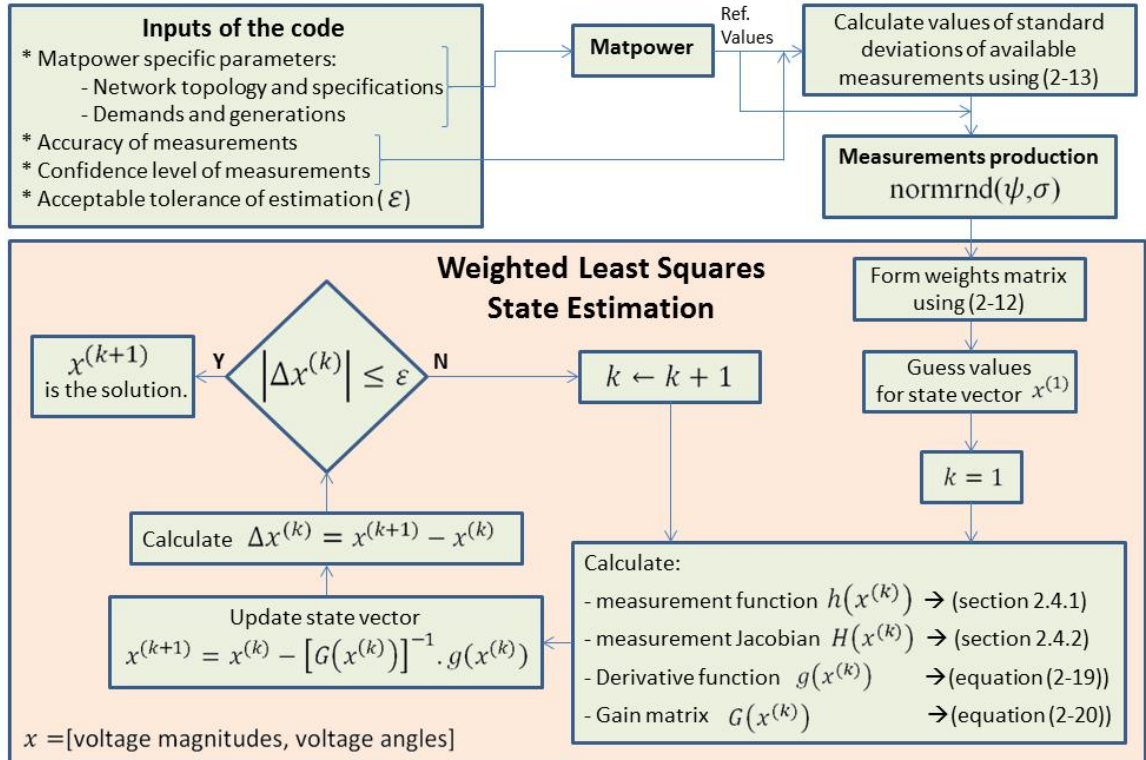 Inputs of the code
* Matpower specific parameters:
- Network topology and specifications
- Demands and generations
* Accuracy of measurements
* Confidence level of measurements
* Acceptable tolerance of estimation (ε)
Matpower
Ref.
Values
Calculate values of standard
deviations of available
measurements using (2-13)
Measurements production
normrnd(ψ,σ)
Weighted Least Squares
State Estimation
Form weights matrix
using (2-12)
Guess values
for state vector x^(1)
k = 1
x^(k+1)
is the solution.
Y
|Δx^(k)| ≤ ε
N
k ← k + 1
Calculate Δx^(k) = x^(k+1) − x^(k)
Update state vector
x^(k+1) = x^(k) − [G(x^(k))]^−1 . g(x^(k))
Calculate:
- measurement function h(x^(k)) → (section 2.4.1)
- measurement Jacobian H(x^(k)) → (section 2.4.2)
- Derivative function g(x^(k)) →(equation (2-19))
- Gain matrix G(x^(k)) →(equation (2-20))
x =[voltage magnitudes, voltage angles]